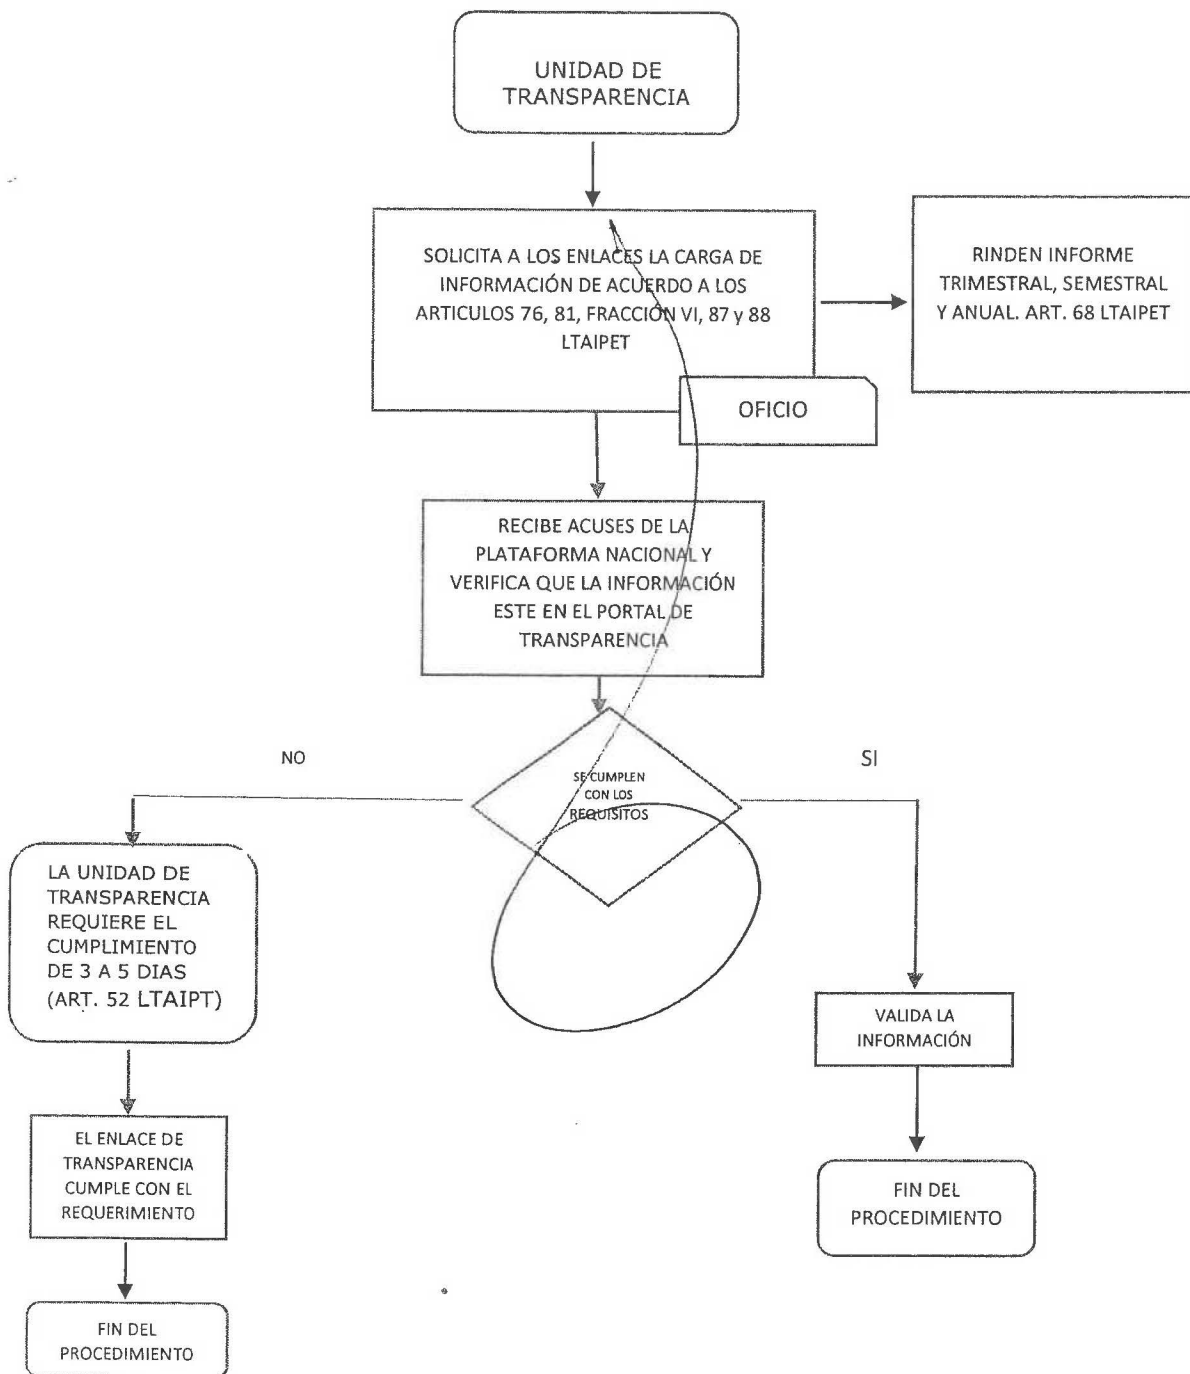 UNIDAD DE
TRANSPARENCIA
SOLICITA A LOS ENLACES LA CARGA DE
INFORMACIÓN DE ACUERDO A LOS
ARTICULOS 76, 81, FRACCIÓN VI, 87 y 88
LTAIPET
RINDEN INFORME
TRIMESTRAL, SEMESTRAL
Y ANUAL. ART. 68 LTAIPET
OFICIO
RECIBE ACUSES DE LA
PLATAFORMA NACIONAL Y
VERIFICA QUE LA INFORMACIÓN
ESTE EN EL PORTAL DE
TRANSPARENCIA
NO
SI
SE CUMPLEN
CON LOS
REQUISITOS
LA UNIDAD DE
TRANSPARENCIA
REQUIERE EL
CUMPLIMIENTO
DE 3 A 5 DIAS
(ART. 52 LTAIPT)
VALIDA LA
INFORMACIÓN
EL ENLACE DE
TRANSPARENCIA
CUMPLE CON EL
REQUERIMIENTO
FIN DEL
PROCEDIMIENTO
FIN DEL
PROCEDIMIENTO